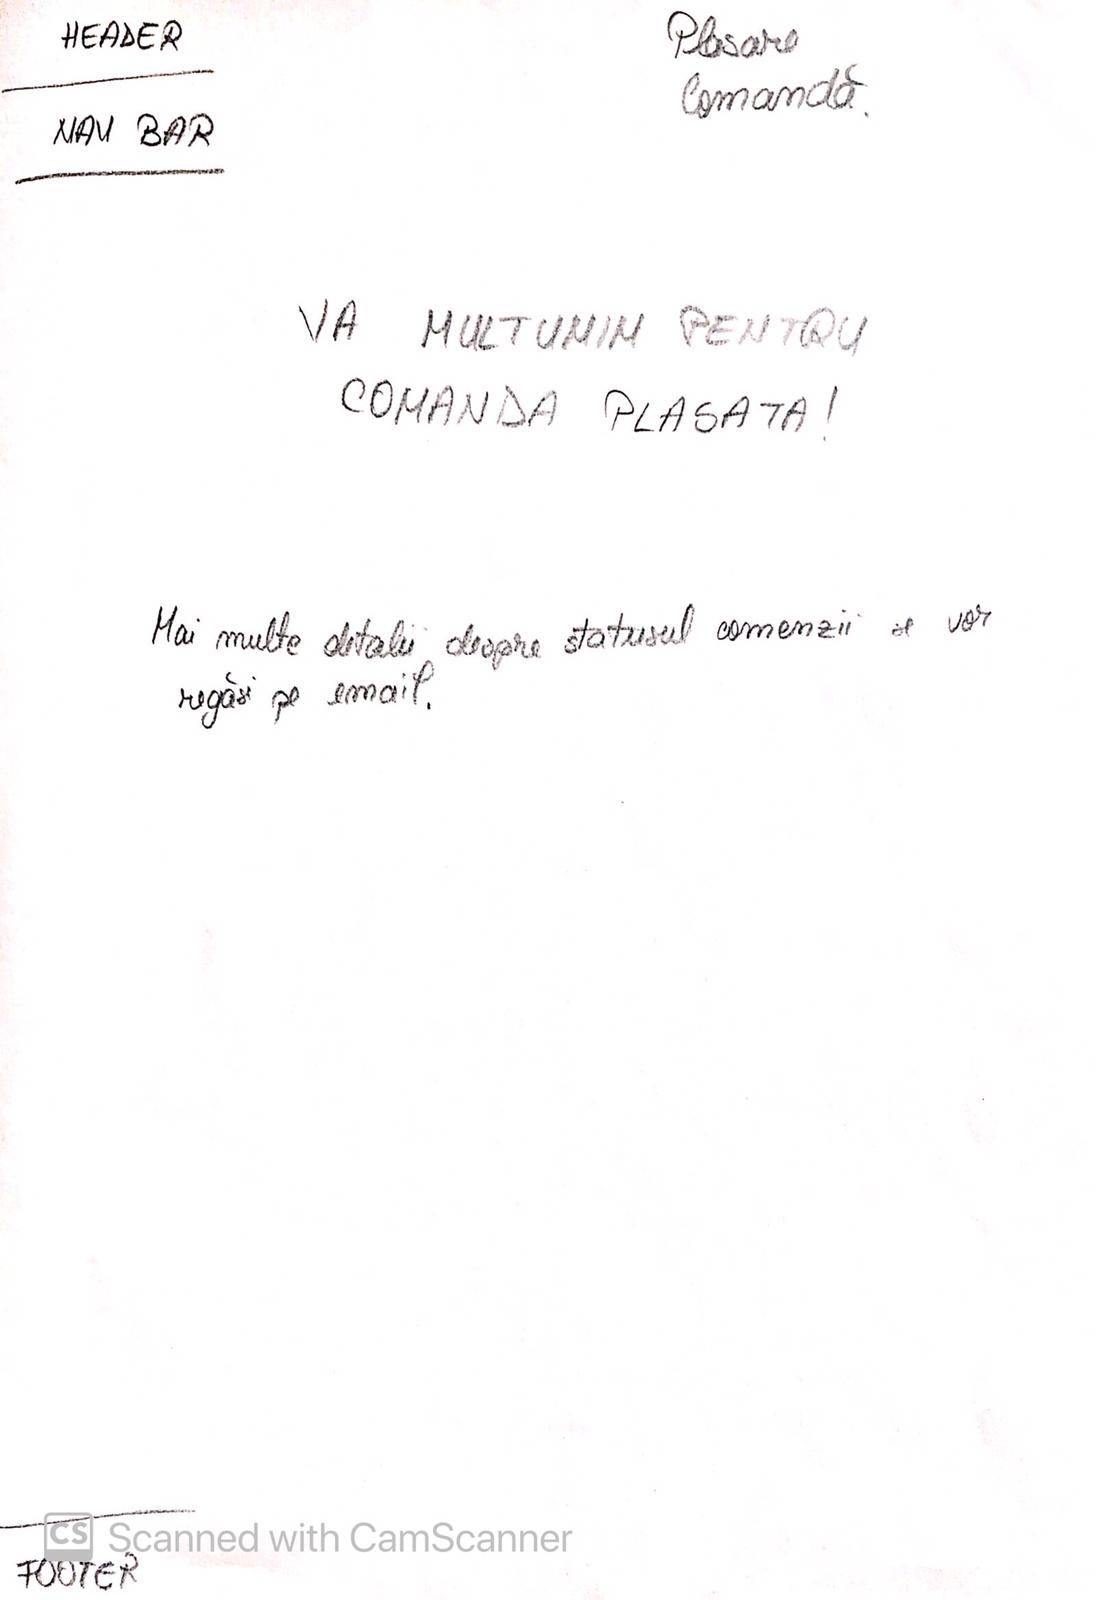 HEADER
Plasare
Comandă.
NAV BAR
VA MULTUMIM PENTRU
COMANDA PLASATA!
Mai multe detalii despre statusul comenzii se vor
regăsi pe email.
CS Scanned with CamScanner
FOOTER